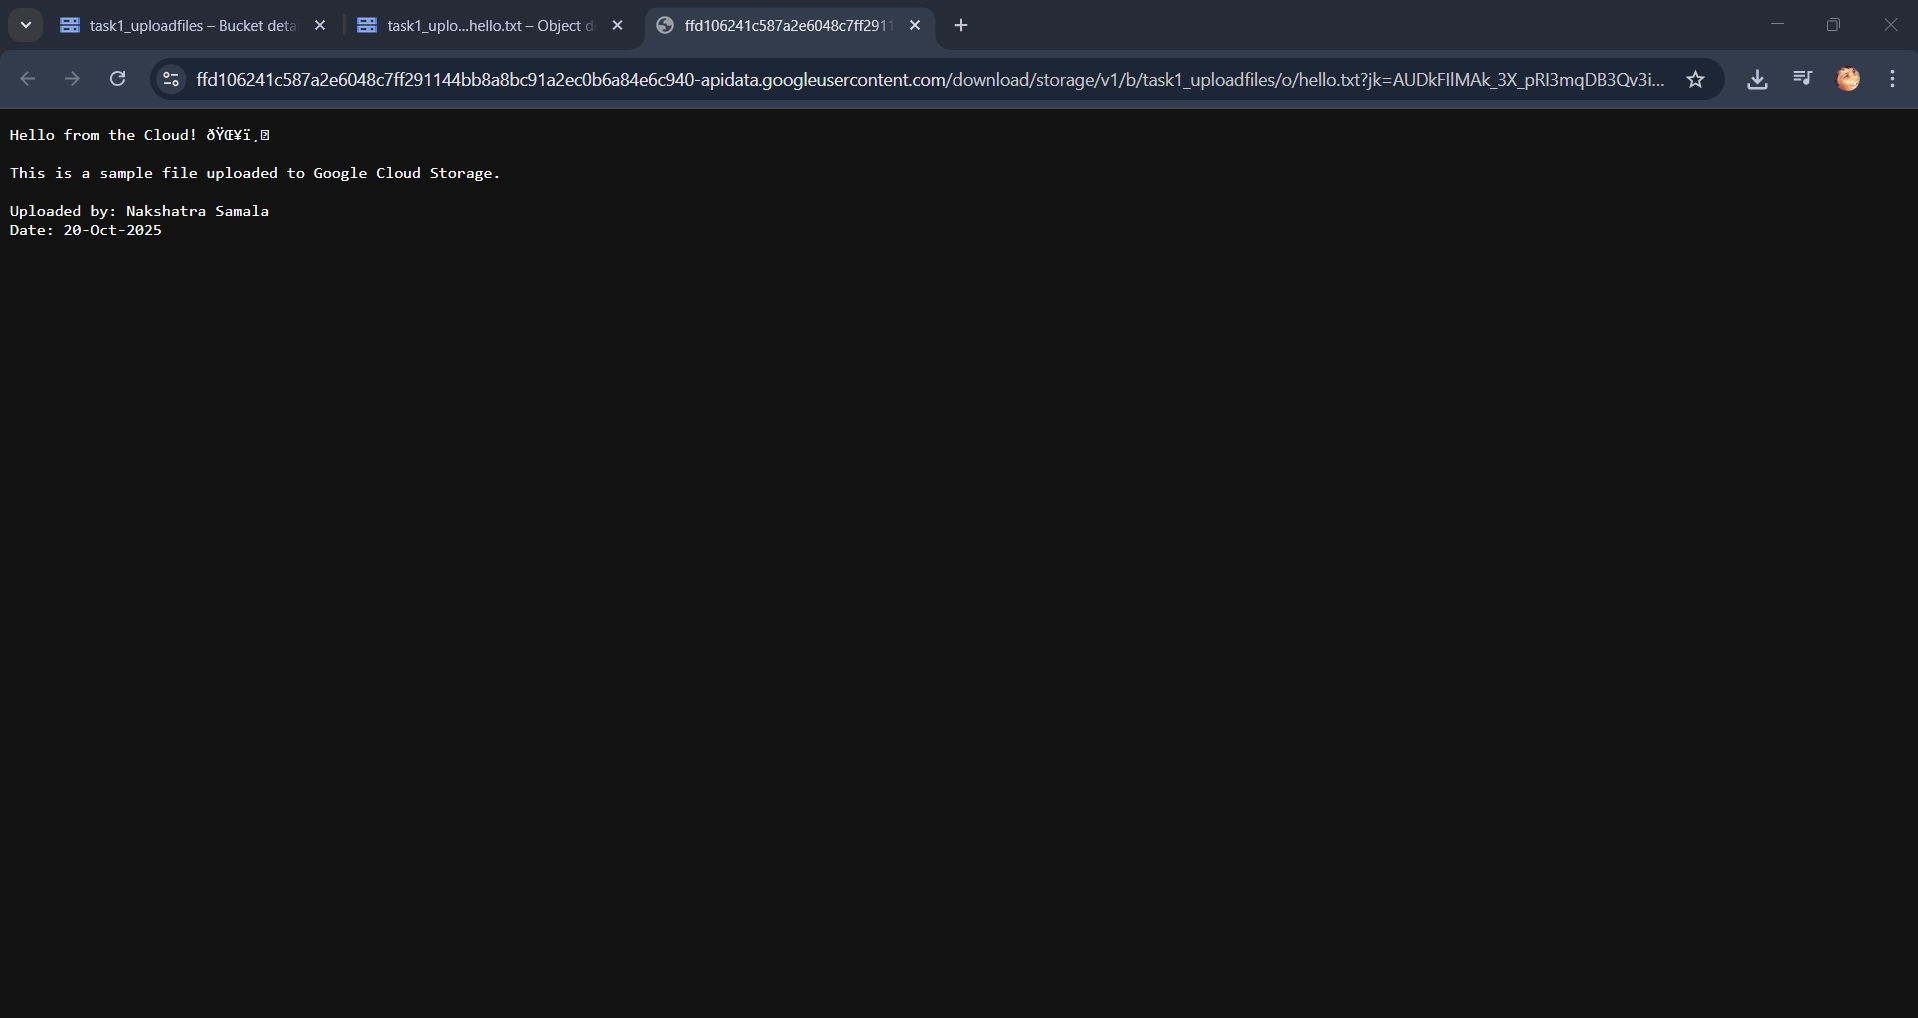 task1_uploadfiles – Bucket deta
task1_uplo...hello.txt – Object d
ffd106241c587a2e6048c7ff2911
ffd106241c587a2e6048c7ff291144bb8a8bc91a2ec0b6a84e6c940-apidata.googleusercontent.com/download/storage/v1/b/task1_uploadfiles/o/hello.txt?jk=AUDkFIlMAk_3X_pRI3mqDB3Qv3i...
Hello from the Cloud! ðŸŒ¥ï¸
This is a sample file uploaded to Google Cloud Storage.
Uploaded by: Nakshatra Samala
Date: 20-Oct-2025